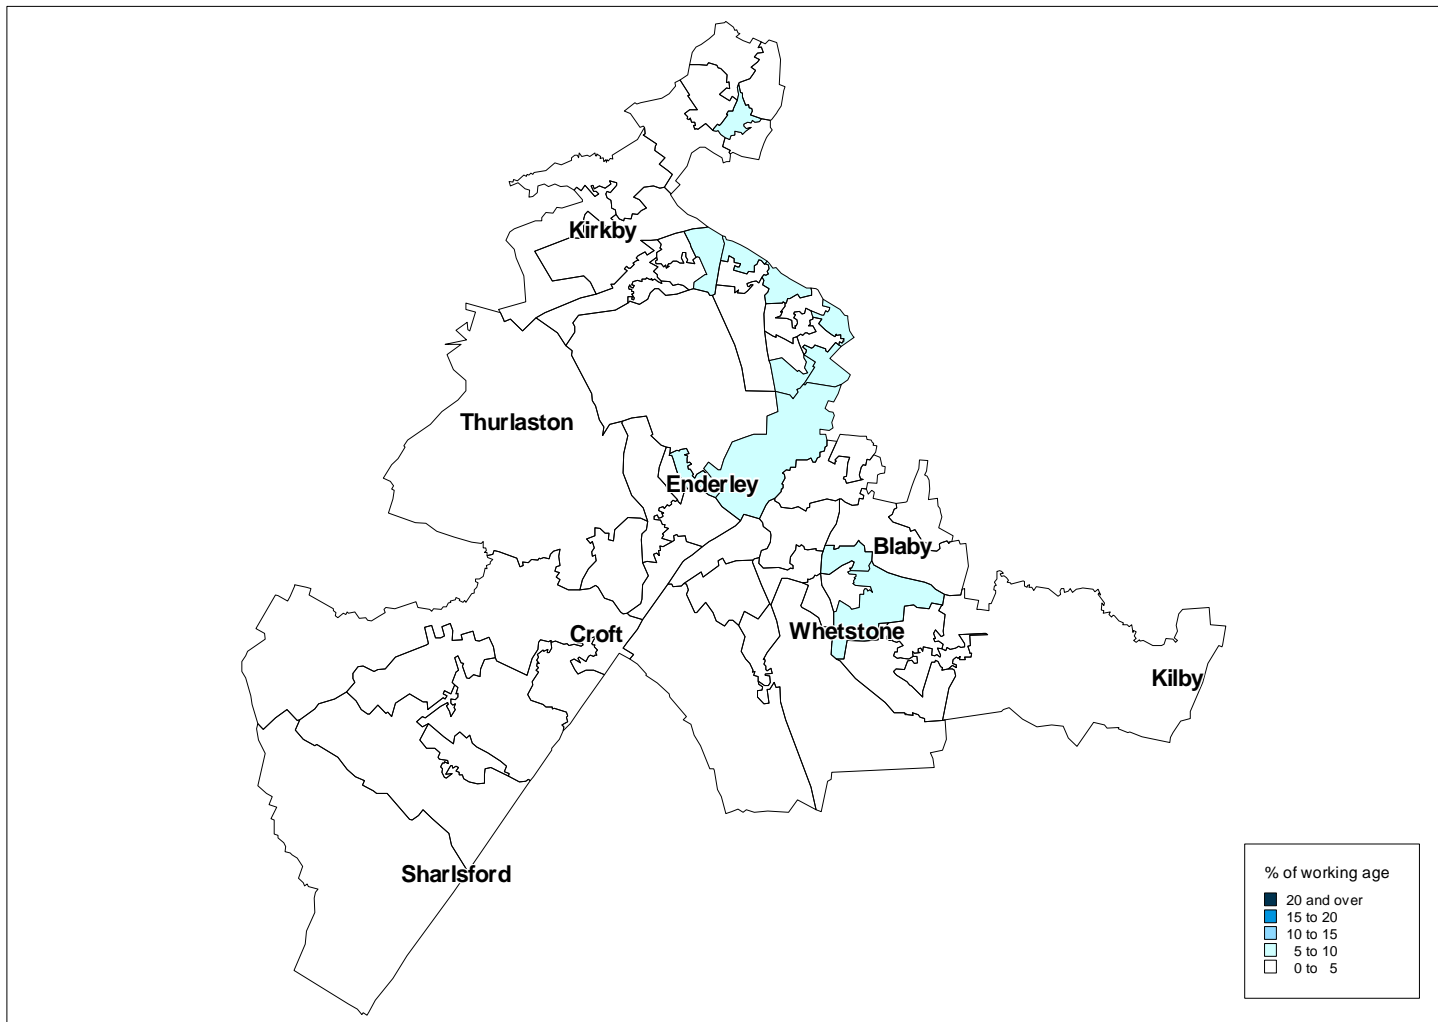 Kirkby
Thurlaston
Enderley
Blaby
Croft
Whetstone
Kilby
Sharlsford
% of working age
20 and over
15 to 20
10 to 15
5 to 10
0 to 5